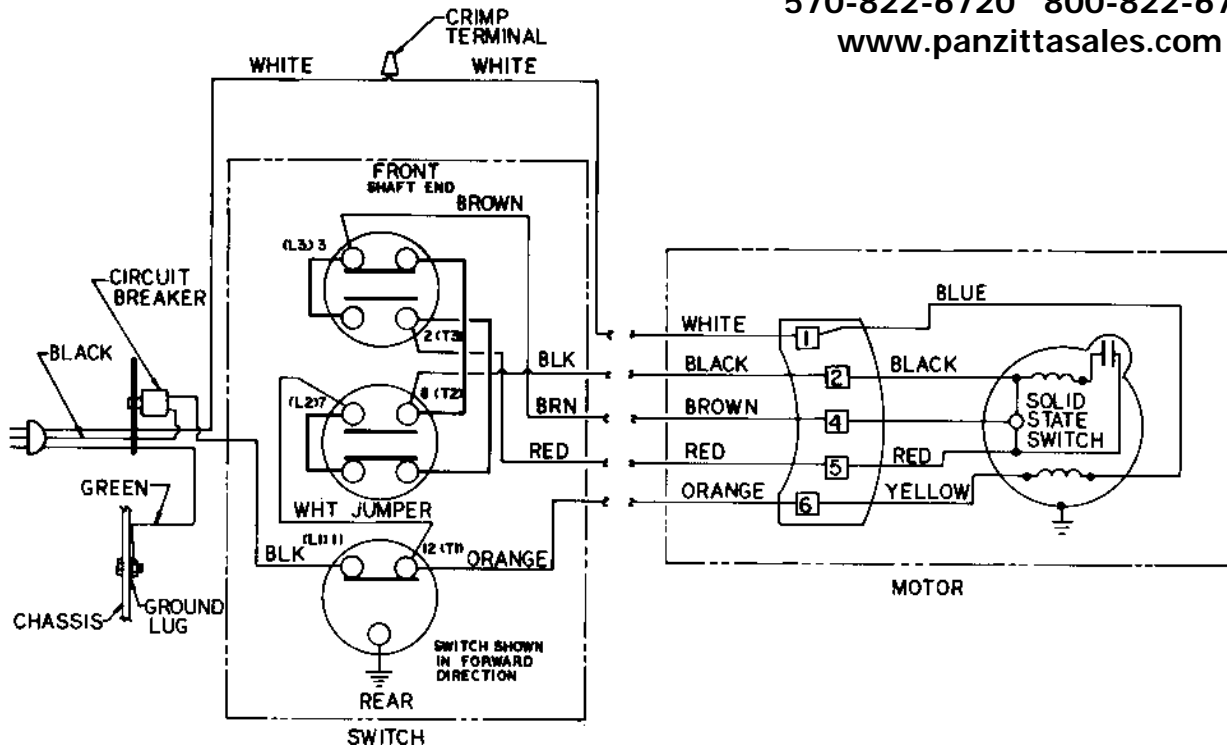 570-822-6720 800-822-67
www.panzittasales.com
CRIMP
TERMINAL
WHITE
WHITE
FRONT
SHAFT END
BROWN
(L3) 3
2 (T3)
CIRCUIT
BREAKER
BLACK
BLK
(L2) 7
8 (T2)
BRN
RED
GREEN
WHT JUMPER
(L1) 1
12 (T1)
BLK
ORANGE
CHASSIS
GROUND
LUG
SWITCH SHOWN
IN FORWARD
DIRECTION
REAR
SWITCH
WHITE
1
BLUE
BLACK
2
BLACK
BROWN
4
SOLID
STATE
SWITCH
RED
5
RED
ORANGE
6
YELLOW
MOTOR